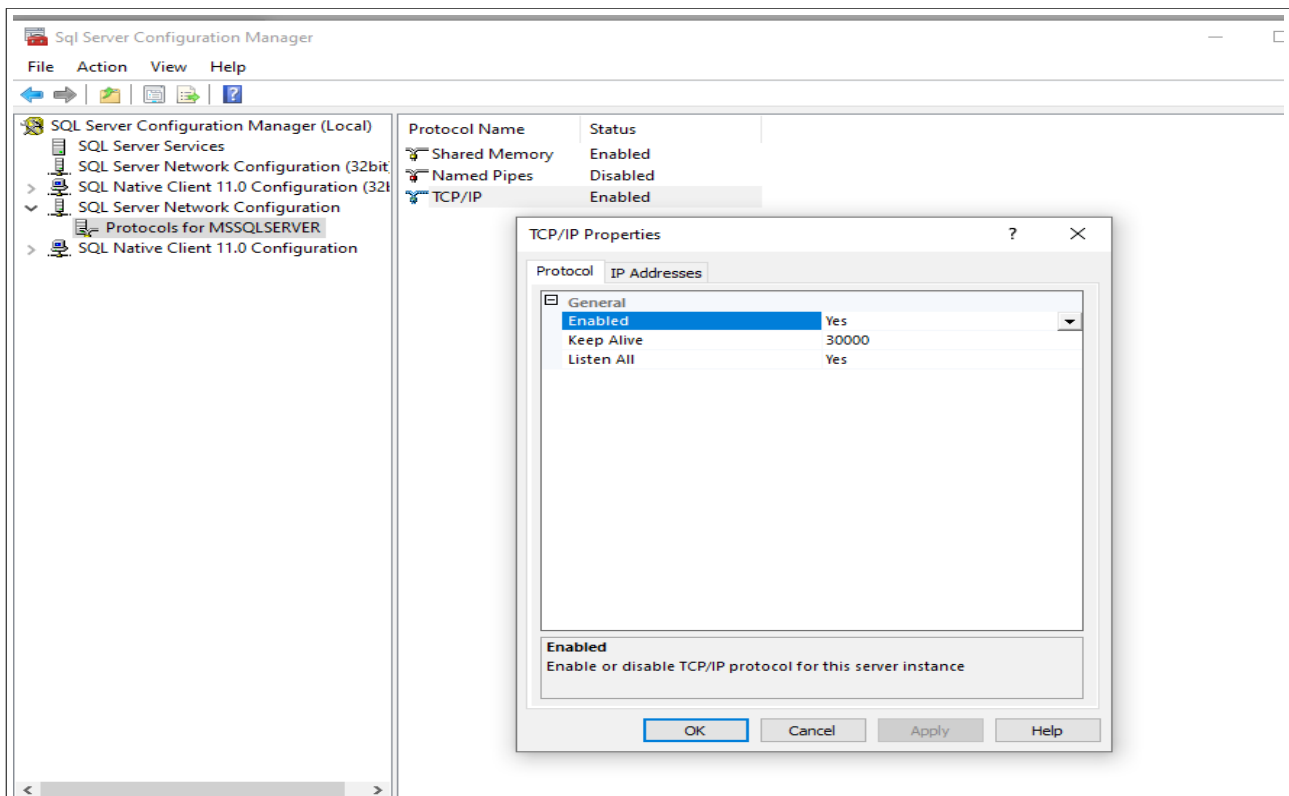 Sql Server Configuration Manager
File Action View Help
SQL Server Configuration Manager (Local)
SQL Server Services
SQL Server Network Configuration (32bit
SQL Native Client 11.0 Configuration (32
SQL Server Network Configuration
Protocols for MSSQLSERVER
SQL Native Client 11.0 Configuration
Protocol Name Status
Shared Memory Enabled
Named Pipes Disabled
TCP/IP Enabled
TCP/IP Properties
Protocol IP Addresses
General
Enabled Yes
Keep Alive 30000
Listen All Yes
Enabled
Enable or disable TCP/IP protocol for this server instance
OK Cancel Apply Help